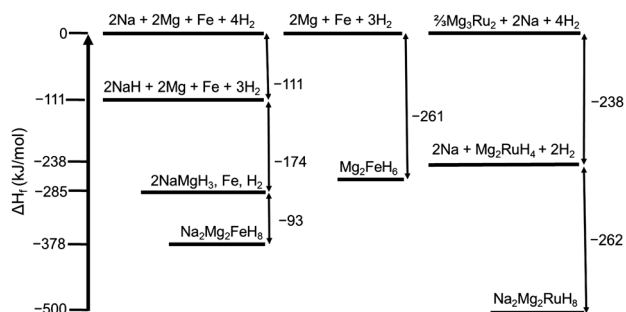 2Na + 2Mg + Fe + 4H₂
2Mg + Fe + 3H₂
⅔Mg₃Ru₂ + 2Na + 4H₂
0
−111
2NaH + 2Mg + Fe + 3H₂
−111
−238
−261
−174
−238
2Na + Mg₂RuH₄ + 2H₂
Mg₂FeH₆
2NaMgH₃, Fe, H₂
−285
−93
Na₂Mg₂FeH₈
−378
−262
Na₂Mg₂RuH₈
−500
ΔH𝒻 (kJ/mol)